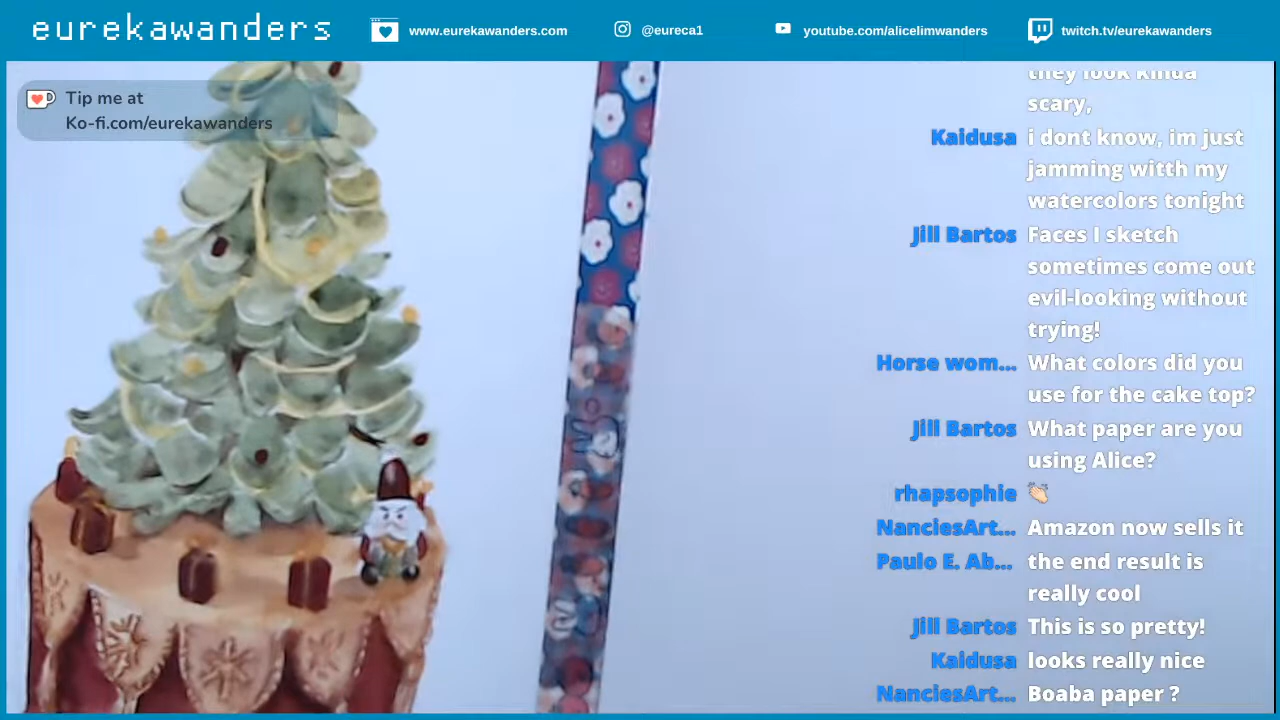 eurekawanders
www.eurekawanders.com
@eureca1
youtube.com/alicelimwanders
twitch.tv/eurekawanders
Tip me at
Ko-fi.com/eurekawanders
they look kinda
scary,
Kaidusa i dont know, im just
jamming witth my
watercolors tonight
Jill Bartos Faces I sketch
sometimes come out
evil-looking without
trying!
Horse wom... What colors did you
use for the cake top?
Jill Bartos What paper are you
using Alice?
rhapsophie 👏🏻
NanciesArt... Amazon now sells it
Paulo E. Ab... the end result is
really cool
Jill Bartos This is so pretty!
Kaidusa looks really nice
NanciesArt... Boaba paper ?